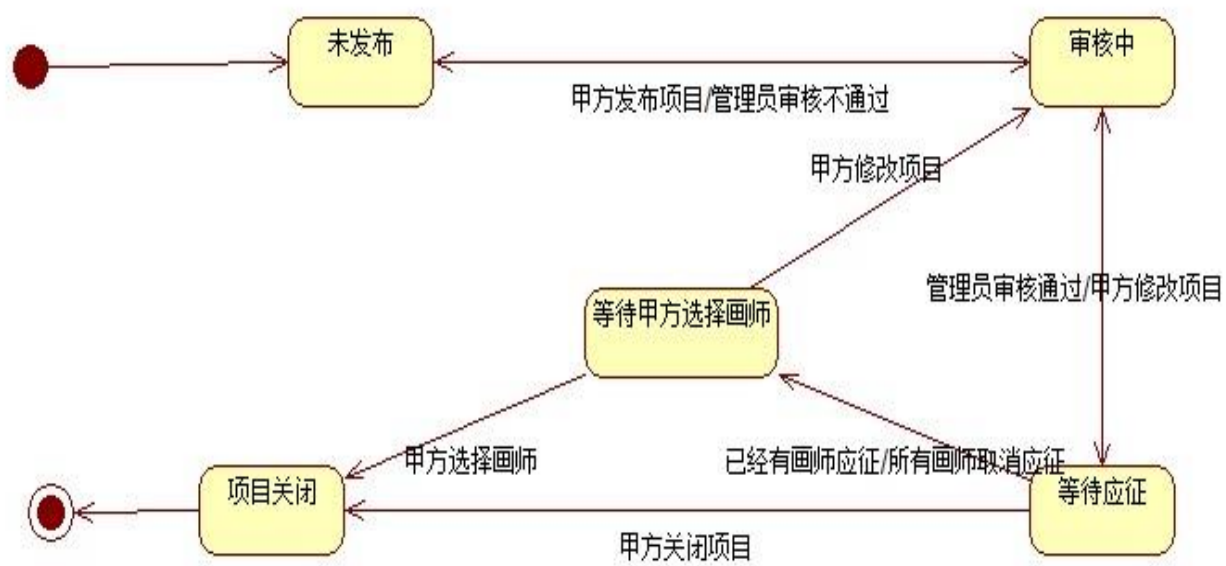 未发布
审核中
甲方发布项目/管理员审核不通过
甲方修改项目
管理员审核通过/甲方修改项目
等待甲方选择画师
甲方选择画师
已经有画师应征/所有画师取消应征
项目关闭
等待应征
甲方关闭项目